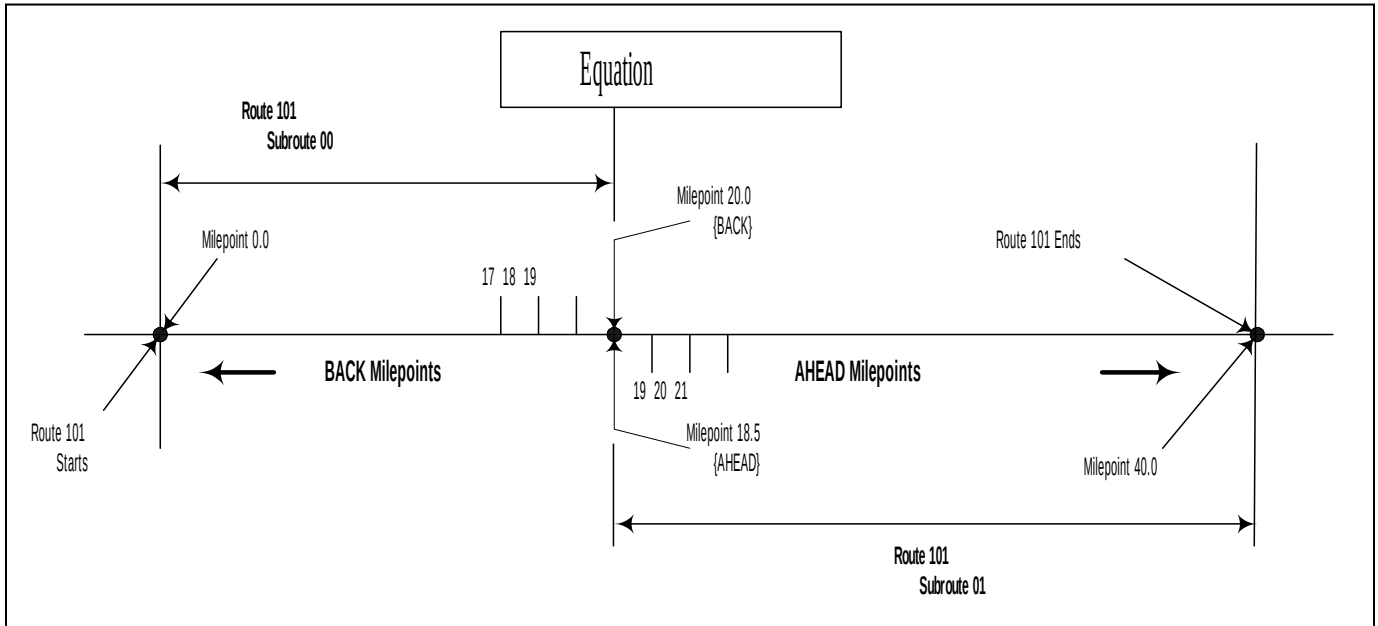 Equation
Route 101
Subroute 00
Milepoint 20.0
{BACK}
Milepoint 0.0
Route 101 Ends
17 18 19
BACK Milepoints
AHEAD Milepoints
19 20 21
Route 101
Starts
Milepoint 18.5
{AHEAD}
Milepoint 40.0
Route 101
Subroute 01